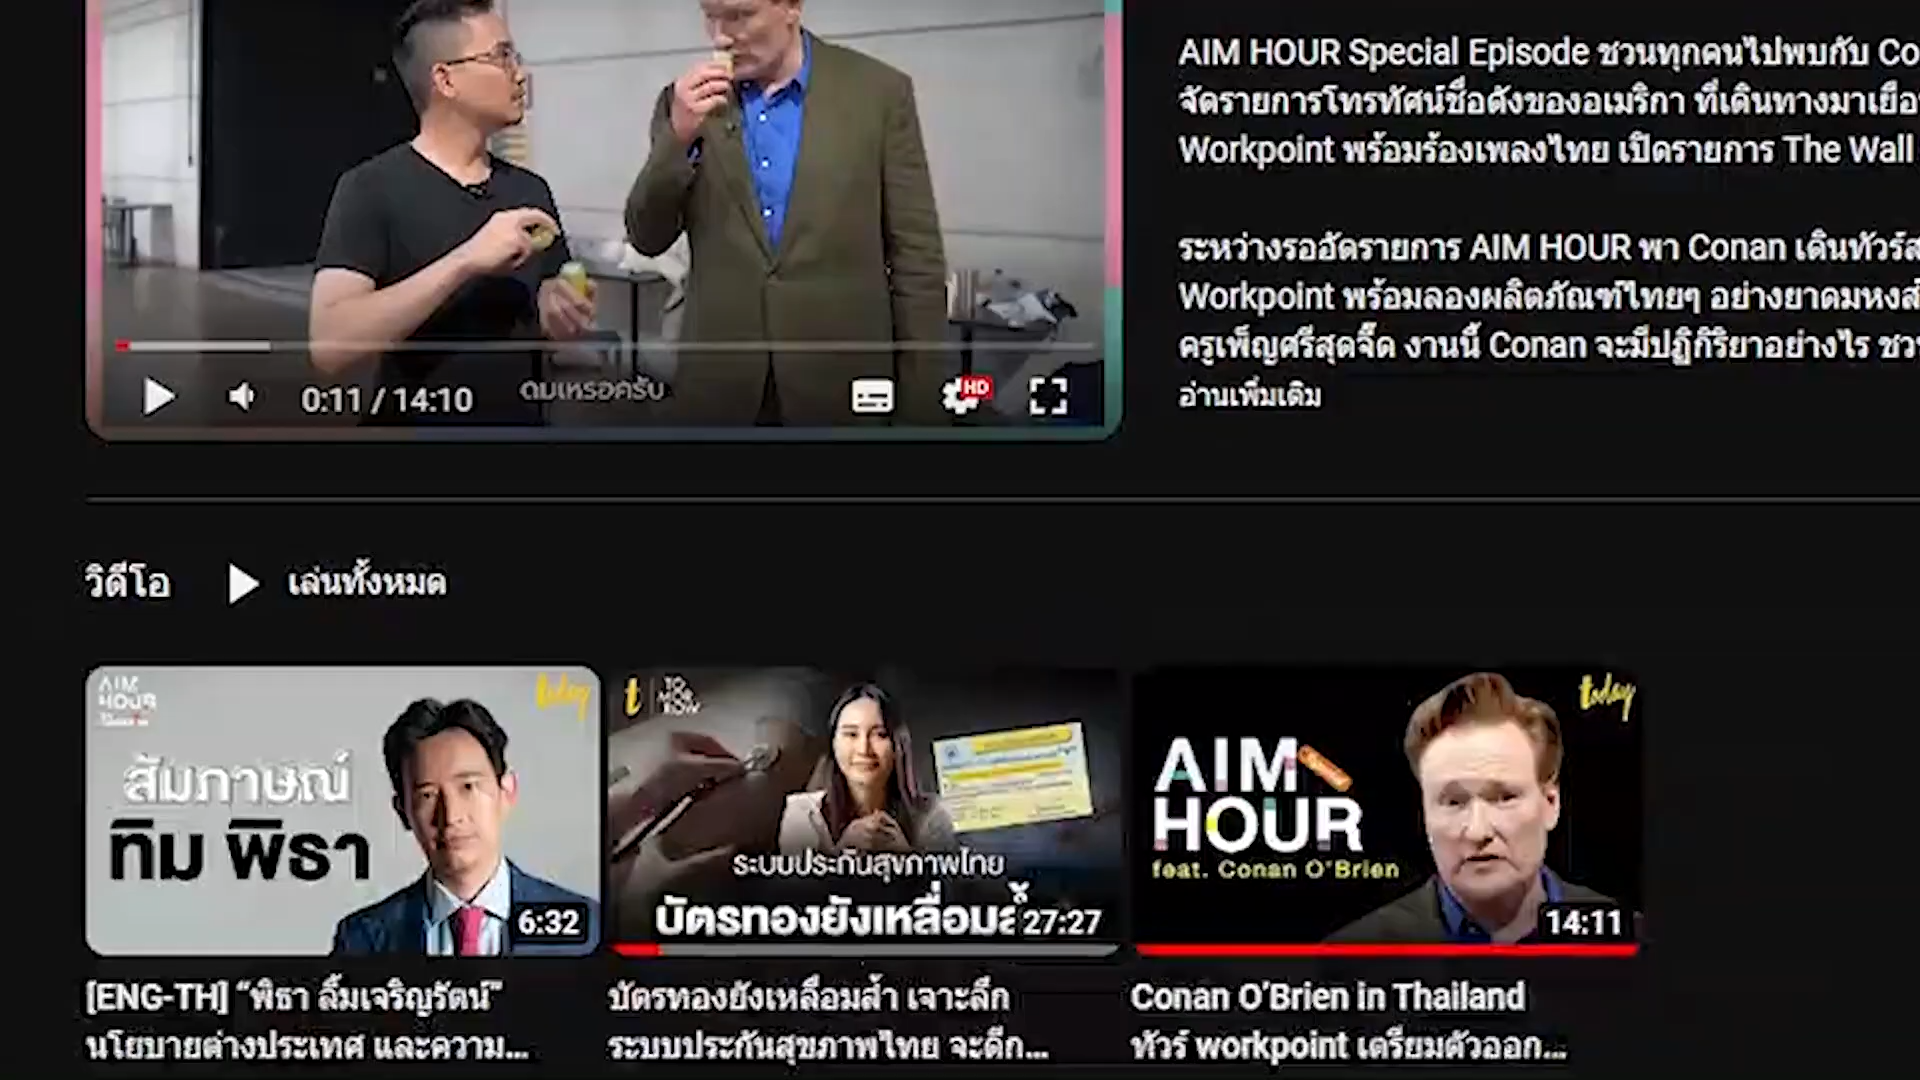 AIM HOUR Special Episode ชวนทุกคนไปพบกับ Co
จัดรายการโทรทัศน์ชื่อดังของอเมริกา ที่เดินทางมาเยือ
Workpoint พร้อมร้องเพลงไทย เปิดรายการ The Wall
ระหว่างรออัดรายการ AIM HOUR พา Conan เดินทัวร์ส
Workpoint พร้อมลองผลิตภัณฑ์ไทยๆ อย่างยาดมหงส์
ครูเพ็ญศรีสุดจี๊ด งานนี้ Conan จะมีปฏิกิริยาอย่างไร ชว
อ่านเพิ่มเติม
0:11 / 14:10
ดมเหรอครับ
HD
วิดีโอ
เล่นทั้งหมด
AIM
HOUR
today
สัมภาษณ์
ทิม พิธา
6:32
t
TO
MOR
ROW
ระบบประกันสุขภาพไทย
บัตรทองยังเหลื่อมล้ำ
27:27
today
AIM
HOUR
feat. Conan O'Brien
14:11
[ENG-TH] “พิธา ลิ้มเจริญรัตน์”
นโยบายต่างประเทศ และความ...
บัตรทองยังเหลื่อมล้ำ เจาะลึก
ระบบประกันสุขภาพไทย จะดีก...
Conan O’Brien in Thailand
ทัวร์ workpoint เตรียมตัวออก...